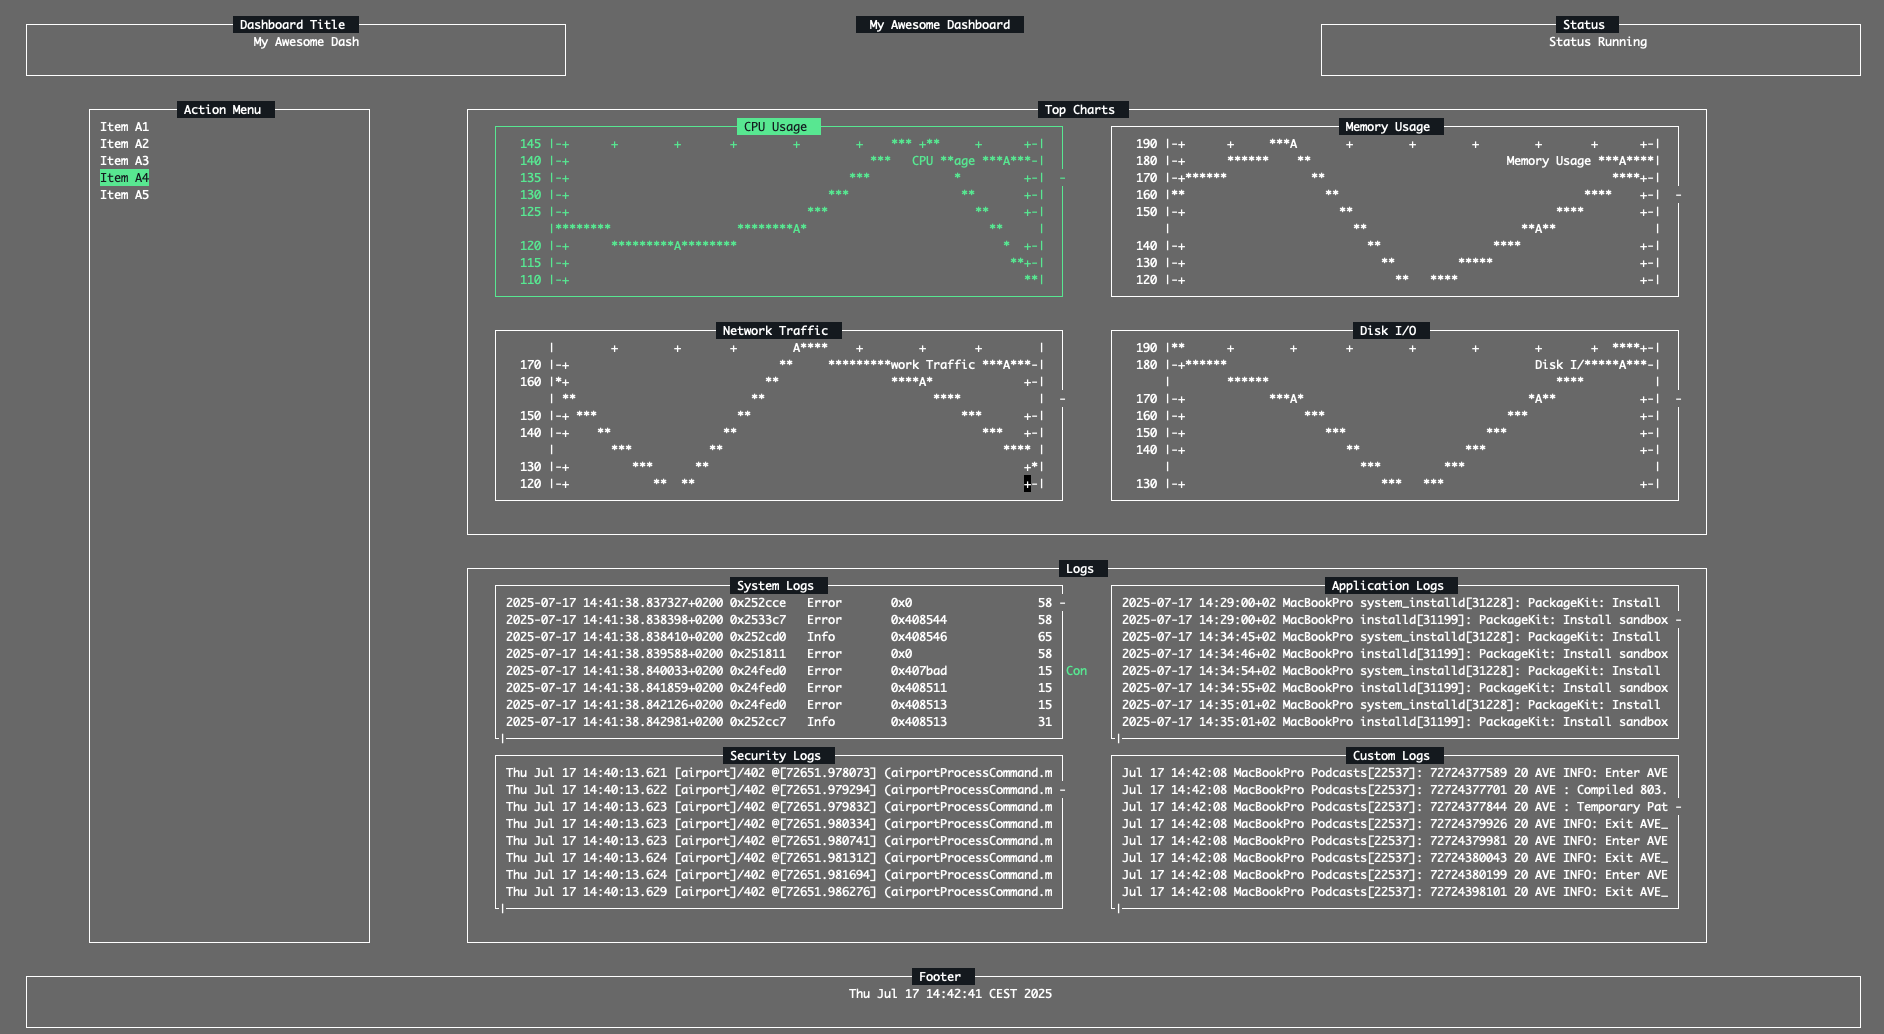 Dashboard Title
My Awesome Dash
My Awesome Dashboard
Status
Status Running
Action Menu
Item A1
Item A2
Item A3
Item A4
Item A5
Top Charts
CPU Usage
145 |-+ + + + + + *** +** + +-|
140 |-+ *** CPU **age ***A***-|
135 |-+ *** * +-| -
130 |-+ *** ** +-|
125 |-+ *** ** +-|
|******** ********A* ** |
120 |-+ *********A******** * +-|
115 |-+ **+-|
110 |-+ **|
Memory Usage
190 |-+ + ***A + + + + + +-|
180 |-+ ****** ** Memory Usage ***A****|
170 |-+****** ** ****+-|
160 |** ** **** +-| -
150 |-+ ** **** +-|
| ** **A** |
140 |-+ ** **** +-|
130 |-+ ** ***** +-|
120 |-+ ** **** +-|
Network Traffic
| + + + A**** + + + |
170 |-+ ** *********work Traffic ***A***-|
160 |*+ ** ****A* +-|
| ** ** **** | -
150 |-+ *** ** *** +-|
140 |-+ ** ** *** +-|
| *** ** **** |
130 |-+ *** ** +*|
120 |-+ ** ** +-|
Disk I/O
190 |** + + + + + + + ****+-|
180 |-+****** Disk I/*****A***-|
| ****** **** |
170 |-+ ***A* *A** +-| -
160 |-+ *** *** +-|
150 |-+ *** *** +-|
140 |-+ ** *** +-|
| *** *** |
130 |-+ *** *** +-|
Logs
System Logs
2025-07-17 14:41:38.837327+0200 0x252cce Error 0x0 58 -
2025-07-17 14:41:38.838398+0200 0x2533c7 Error 0x408544 58
2025-07-17 14:41:38.838410+0200 0x252cd0 Info 0x408546 65
2025-07-17 14:41:38.839588+0200 0x251811 Error 0x0 58
2025-07-17 14:41:38.840033+0200 0x24fed0 Error 0x407bad 15 Con
2025-07-17 14:41:38.841859+0200 0x24fed0 Error 0x408511 15
2025-07-17 14:41:38.842126+0200 0x24fed0 Error 0x408513 15
2025-07-17 14:41:38.842981+0200 0x252cc7 Info 0x408513 31
Application Logs
2025-07-17 14:29:00+02 MacBookPro system_installd[31228]: PackageKit: Install
2025-07-17 14:29:00+02 MacBookPro installd[31199]: PackageKit: Install sandbox -
2025-07-17 14:34:45+02 MacBookPro system_installd[31228]: PackageKit: Install
2025-07-17 14:34:46+02 MacBookPro installd[31199]: PackageKit: Install sandbox
2025-07-17 14:34:54+02 MacBookPro system_installd[31228]: PackageKit: Install
2025-07-17 14:34:55+02 MacBookPro installd[31199]: PackageKit: Install sandbox
2025-07-17 14:35:01+02 MacBookPro system_installd[31228]: PackageKit: Install
2025-07-17 14:35:01+02 MacBookPro installd[31199]: PackageKit: Install sandbox
Security Logs
Thu Jul 17 14:40:13.621 [airport]/402 @[72651.978073] (airportProcessCommand.m
Thu Jul 17 14:40:13.622 [airport]/402 @[72651.979294] (airportProcessCommand.m -
Thu Jul 17 14:40:13.623 [airport]/402 @[72651.979832] (airportProcessCommand.m
Thu Jul 17 14:40:13.623 [airport]/402 @[72651.980334] (airportProcessCommand.m
Thu Jul 17 14:40:13.623 [airport]/402 @[72651.980741] (airportProcessCommand.m
Thu Jul 17 14:40:13.624 [airport]/402 @[72651.981312] (airportProcessCommand.m
Thu Jul 17 14:40:13.624 [airport]/402 @[72651.981694] (airportProcessCommand.m
Thu Jul 17 14:40:13.629 [airport]/402 @[72651.986276] (airportProcessCommand.m
Custom Logs
Jul 17 14:42:08 MacBookPro Podcasts[22537]: 72724377589 20 AVE INFO: Enter AVE
Jul 17 14:42:08 MacBookPro Podcasts[22537]: 72724377701 20 AVE : Compiled 803.
Jul 17 14:42:08 MacBookPro Podcasts[22537]: 72724377844 20 AVE : Temporary Pat -
Jul 17 14:42:08 MacBookPro Podcasts[22537]: 72724379926 20 AVE INFO: Exit AVE_
Jul 17 14:42:08 MacBookPro Podcasts[22537]: 72724379981 20 AVE INFO: Enter AVE
Jul 17 14:42:08 MacBookPro Podcasts[22537]: 72724380043 20 AVE INFO: Exit AVE_
Jul 17 14:42:08 MacBookPro Podcasts[22537]: 72724380199 20 AVE INFO: Enter AVE
Jul 17 14:42:08 MacBookPro Podcasts[22537]: 72724398101 20 AVE INFO: Exit AVE_
Footer
Thu Jul 17 14:42:41 CEST 2025